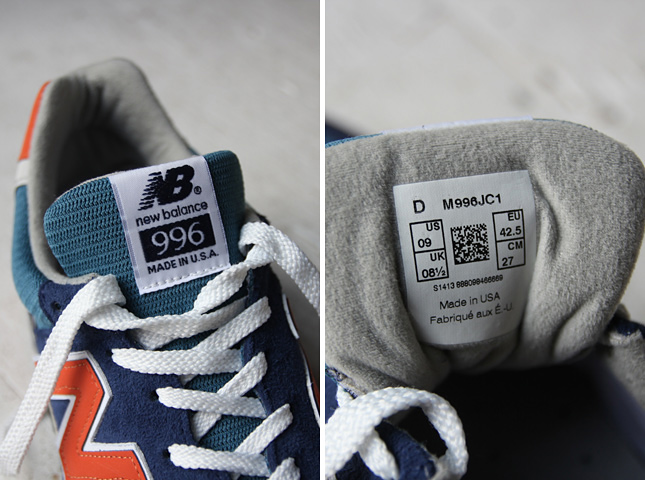 NB®
new balance
996
MADE IN U.S.A.
D M996JC1
US
09
UK
08½
EU
42.5
CM
27
S1413 888098466669
Made in USA
Fabriqué aux É.-U.